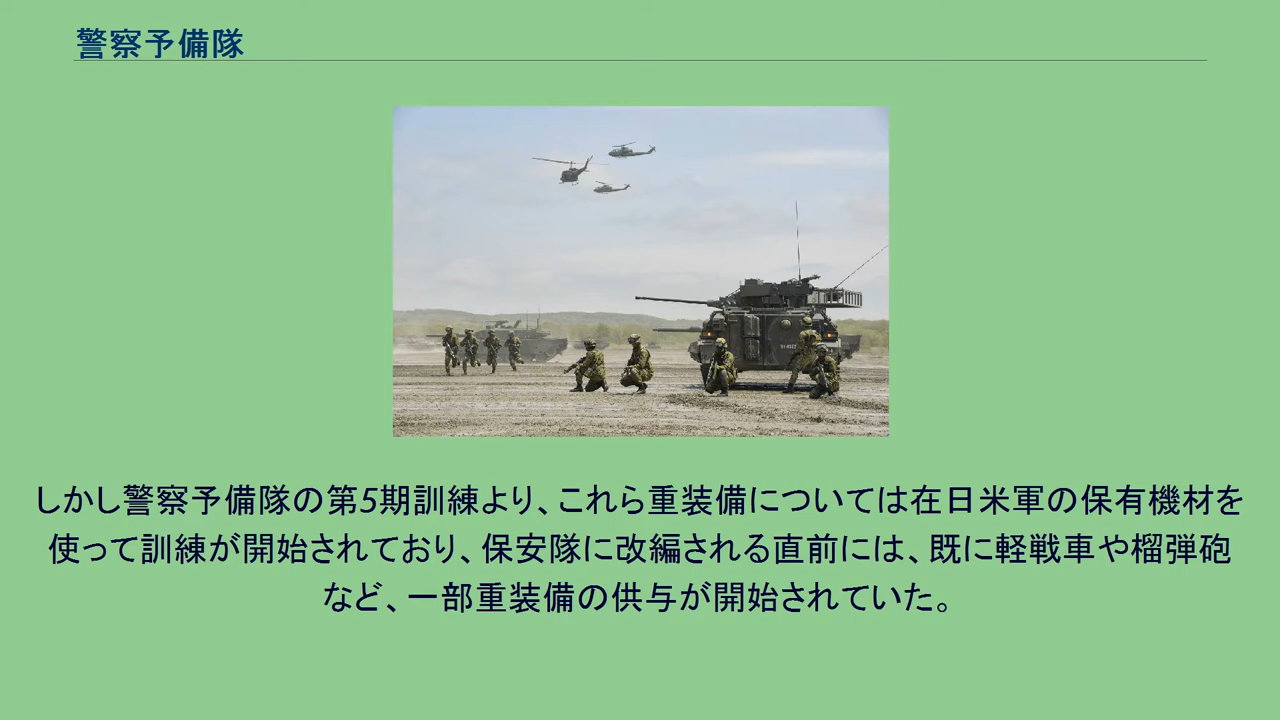 警察予備隊
しかし警察予備隊の第5期訓練より、これら重装備については在日米軍の保有機材を
使って訓練が開始されており、保安隊に改編される直前には、既に軽戦車や榴弾砲
など、一部重装備の供与が開始されていた。